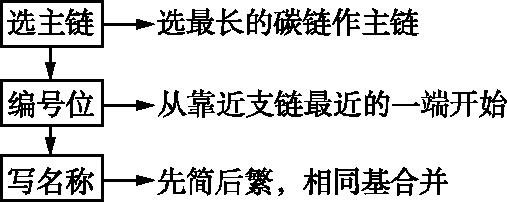 选主链 选最长的碳链作主链
编号位 从靠近支链最近的一端开始
写名称 先简后繁，相同基合并